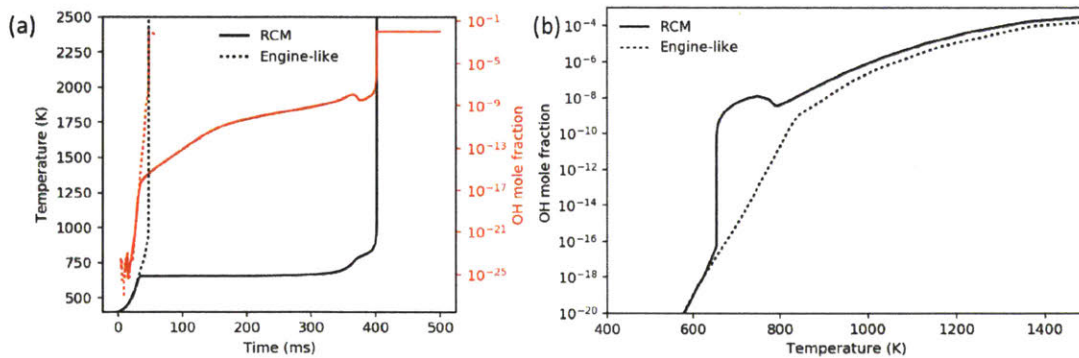 (a)
2500
2250
2000
1750
1500
1250
1000
750
500
Temperature (K)
RCM
Engine-like
10⁻¹
10⁻⁵
10⁻⁹
10⁻¹³
10⁻¹⁷
10⁻²¹
10⁻²⁵
OH mole fraction
0 100 200 300 400 500
Time (ms)
(b)
10⁻⁴
10⁻⁶
10⁻⁸
10⁻¹⁰
10⁻¹²
10⁻¹⁴
10⁻¹⁶
10⁻¹⁸
10⁻²⁰
OH mole fraction
RCM
Engine-like
400 600 800 1000 1200 1400
Temperature (K)